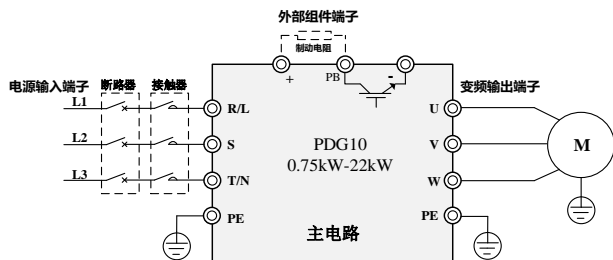 外部组件端子
制动电阻
电源输入端子 断路器 接触器
+ PB -
变频输出端子
L1 R/L U
L2 S PDG10 V M
0.75kW-22kW
L3 T/N W
PE 主电路 PE